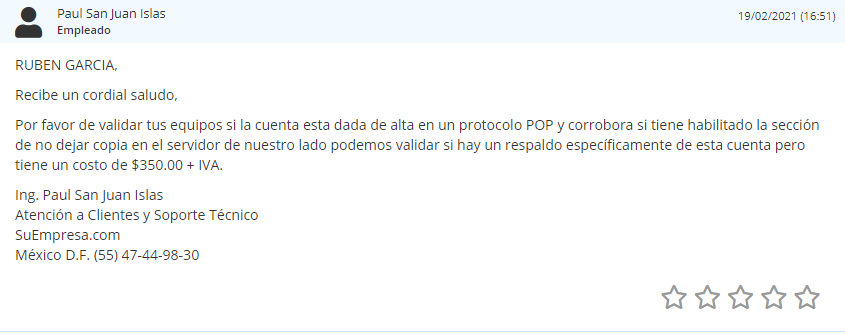 Paul San Juan Islas
19/02/2021 (16:51)
Empleado
RUBEN GARCIA,
Recibe un cordial saludo,
Por favor de validar tus equipos si la cuenta esta dada de alta en un protocolo POP y corrobora si tiene habilitado la sección
de no dejar copia en el servidor de nuestro lado podemos validar si hay un respaldo específicamente de esta cuenta pero
tiene un costo de $350.00 + IVA.
Ing. Paul San Juan Islas
Atención a Clientes y Soporte Técnico
SuEmpresa.com
México D.F. (55) 47-44-98-30